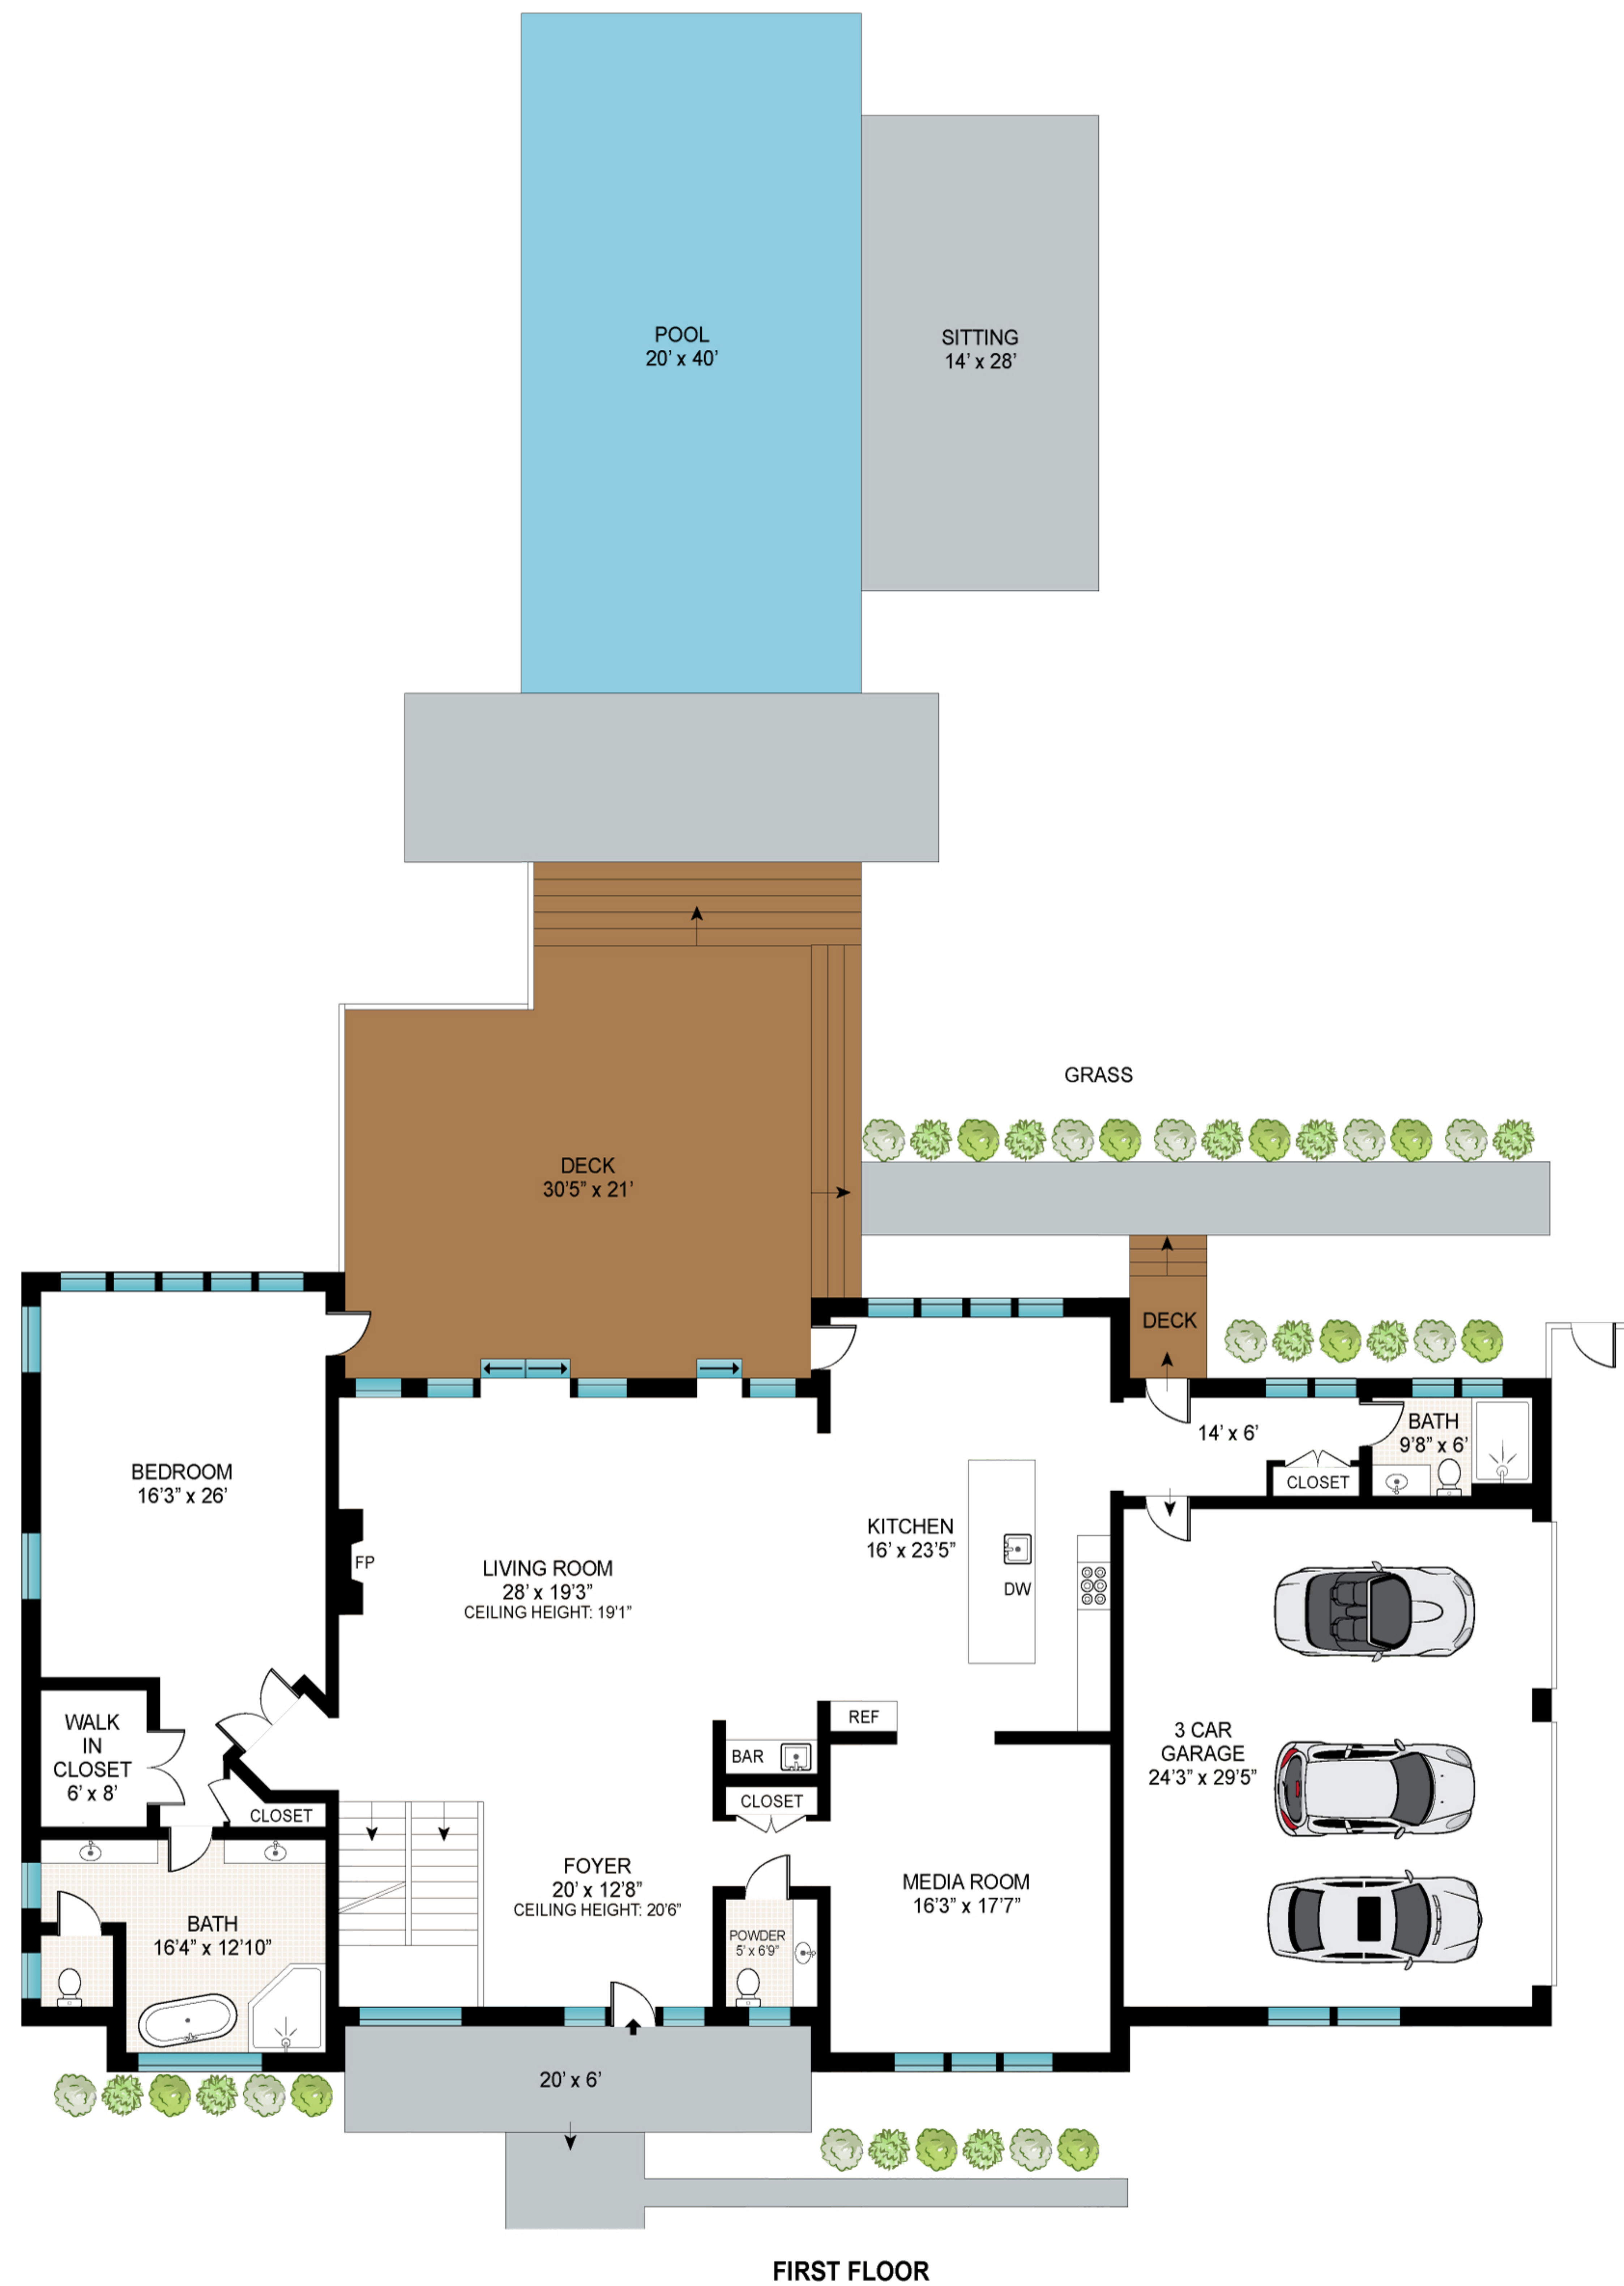 POOL
20’ x 40’
SITTING
14’ x 28’
GRASS
DECK
30’5” x 21’
DECK
BEDROOM
16’3” x 26’
14’ x 6’
BATH
9’8” x 6’
CLOSET
KITCHEN
16’ x 23’5”
FP
LIVING ROOM
28’ x 19’3”
CEILING HEIGHT: 19’1”
DW
WALK
IN
CLOSET
6’ x 8’
REF
BAR
3 CAR
GARAGE
24’3” x 29’5”
CLOSET
CLOSET
FOYER
20’ x 12’8”
CEILING HEIGHT: 20’6”
MEDIA ROOM
16’3” x 17’7”
BATH
16’4” x 12’10”
POWDER
5’ x 6’9”
20’ x 6’
FIRST FLOOR